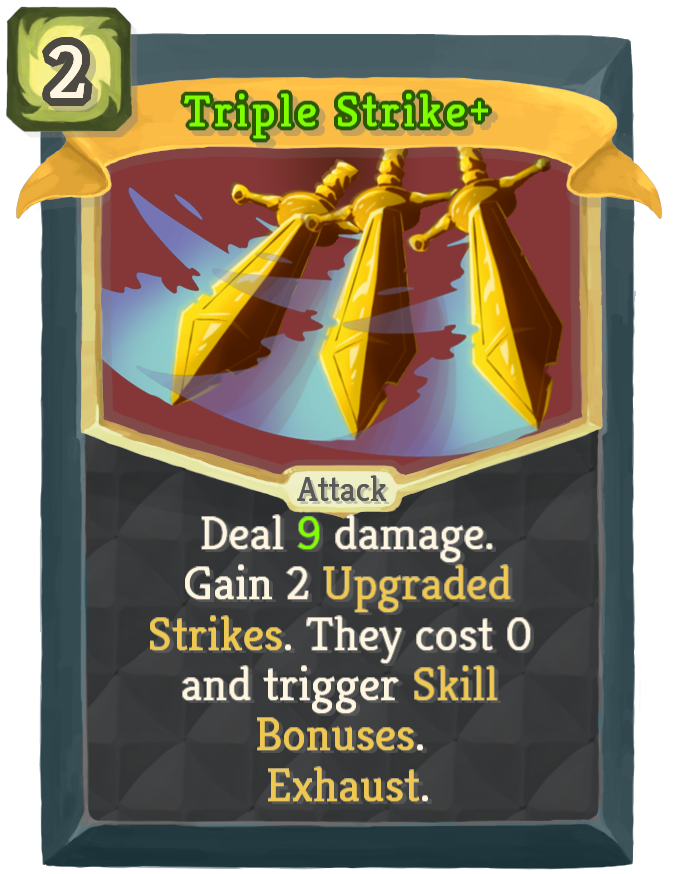 2
Triple Strike+
Attack
Deal 9 damage.
Gain 2 Upgraded
Strikes. They cost 0
and trigger Skill
Bonuses.
Exhaust.